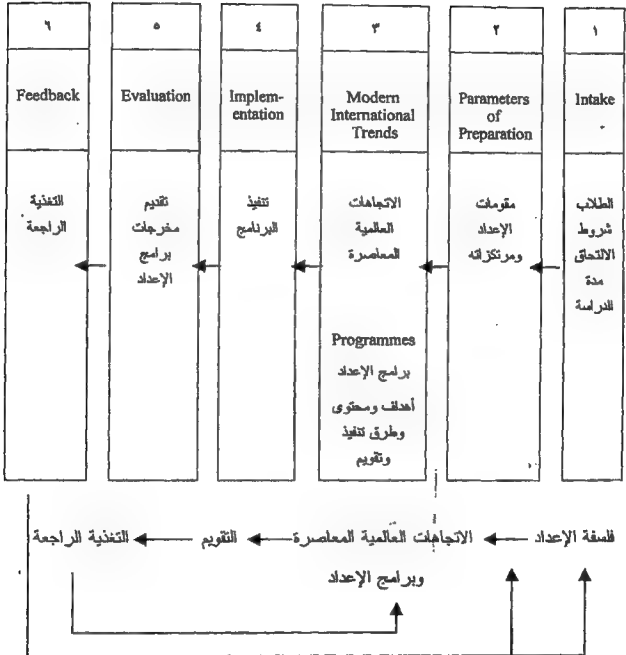 ١
Intake
الطلاب
شروط
الالتحاق
مدة
الدراسة
٢
Parameters
of
Preparation
مقومات
الإعداد
ومرتكزاته
٣
Modern
International
Trends
الاتجاهات
العالمية
المعاصرة
Programmes
برامج الإعداد
أهداف ومحتوى
وطرق تنفيذ
وتقويم
٤
Implem-
entation
تنفيذ
البرنامج
٥
Evaluation
تقديم
مخرجات
برامج
الإعداد
٦
Feedback
التغذية
الراجعة
فلسفة الإعداد الاتجاهات العالمية المعاصرة التقويم التغذية الراجعة
وبرامج الإعداد